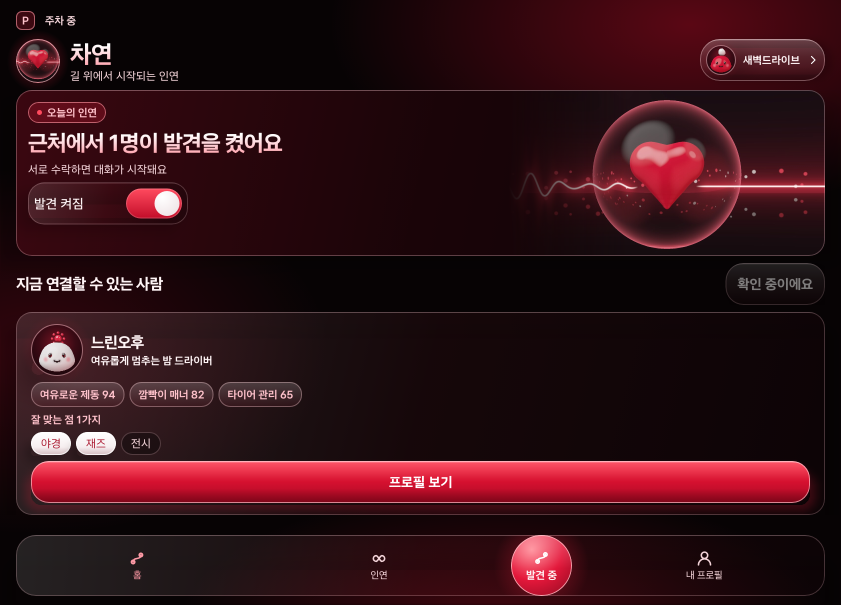 P 주차 중
차연
길 위에서 시작되는 인연
새벽드라이브
오늘의 인연
근처에서 1명이 발견을 켰어요
서로 수락하면 대화가 시작돼요
발견 켜짐
지금 연결할 수 있는 사람
확인 중이에요
느린오후
여유롭게 멈추는 밤 드라이버
여유로운 제동 94 깜빡이 매너 82 타이어 관리 65
잘 맞는 점 1가지
야경 재즈 전시
프로필 보기
홈 인연 발견 중 내 프로필